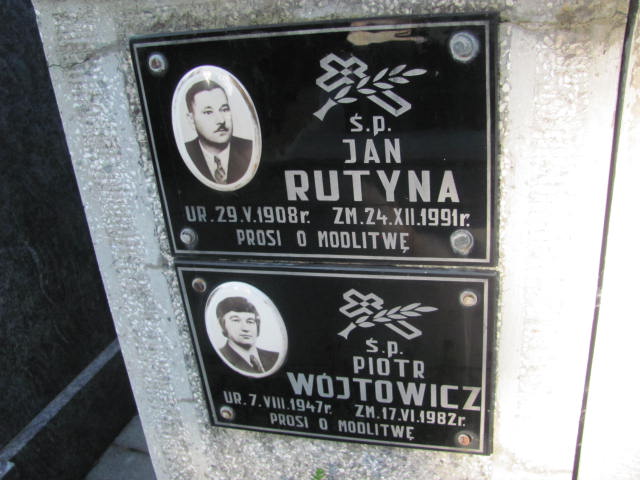 Ś.p.
JAN
RUTYNA
UR. 29.V.1908r. ZM. 24.XII.1991r.
PROSI O MODLITWĘ
Ś.p.
PIOTR
WÓJTOWICZ
UR. 7.VIII.1947r. ZM. 17.VI.1982r.
PROSI O MODLITWĘ